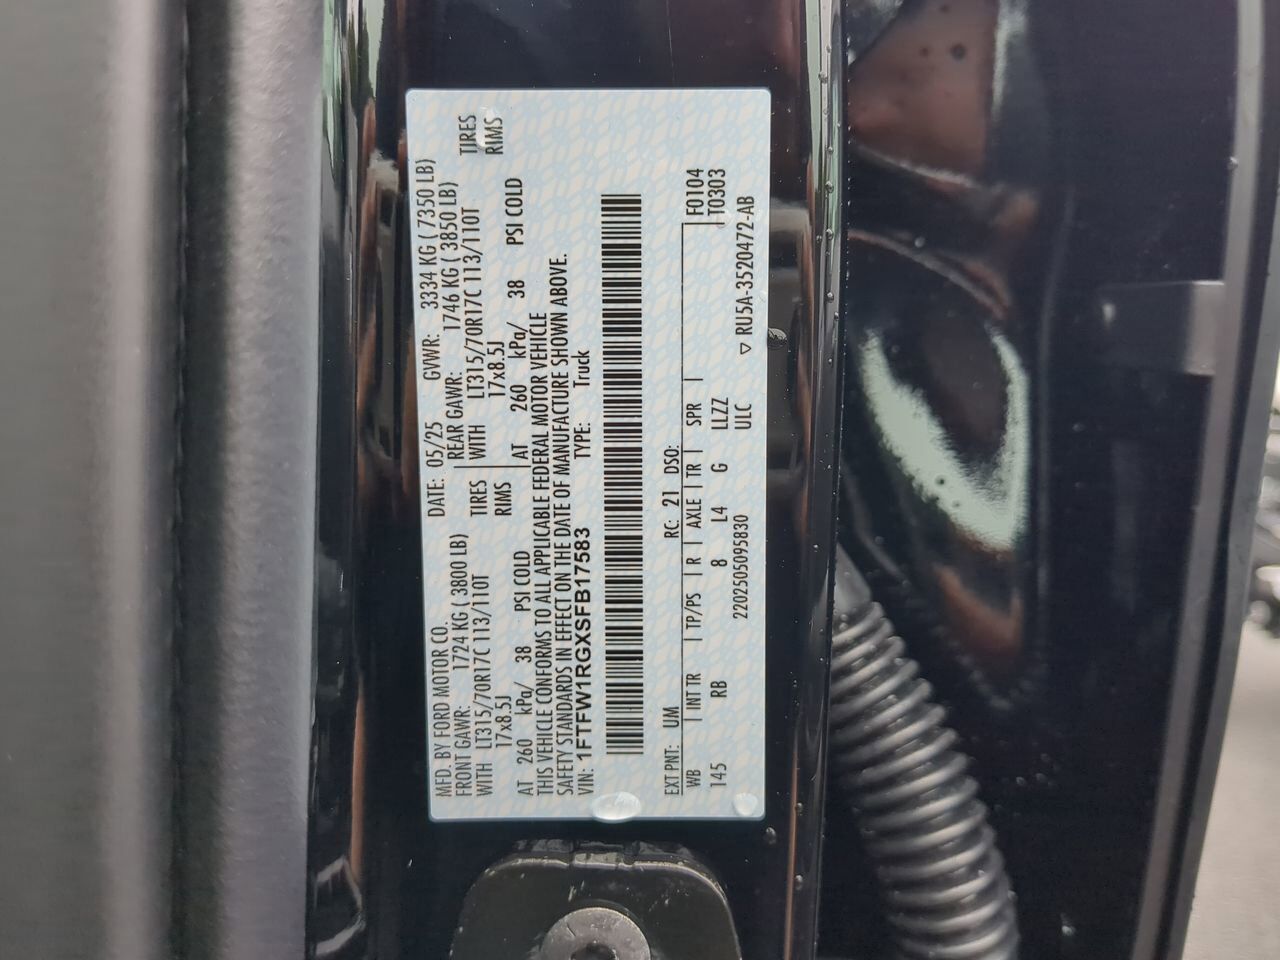 MFD. BY FORD MOTOR CO. DATE: 05/25 GVWR: 3334 KG ( 7350 LB)
FRONT GAWR: 1724 KG ( 3800 LB) REAR GAWR: 1746 KG ( 3850 LB)
WITH LT315/70R17C 113/110T TIRES WITH LT315/70R17C 113/110T TIRES
17x8.5J RIMS 17x8.5J RIMS
AT 260 kPa/ 38 PSI COLD AT 260 kPa/ 38 PSI COLD
THIS VEHICLE CONFORMS TO ALL APPLICABLE FEDERAL MOTOR VEHICLE
SAFETY STANDARDS IN EFFECT ON THE DATE OF MANUFACTURE SHOWN ABOVE.
VIN: 1FTFW1RGXSFB17583 TYPE: Truck
EXT PNT: UM RC: 21 DSO:
WB | INT TR | TP/PS | R | AXLE | TR | SPR | F0104
145 RB 8 L4 G LLZZ T0303
2202505095830 ULC ▽ RU5A-3520472-AB